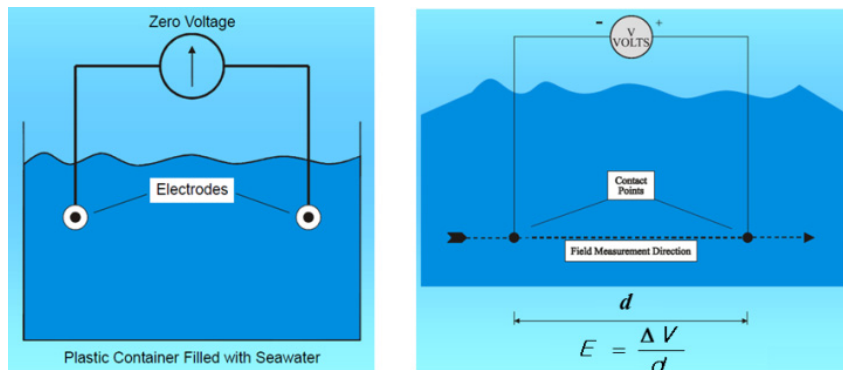 Zero Voltage
Electrodes
Plastic Container Filled with Seawater
- +
V
VOLTS
Contact
Points
Field Measurement Direction
d
E = ΔV / d